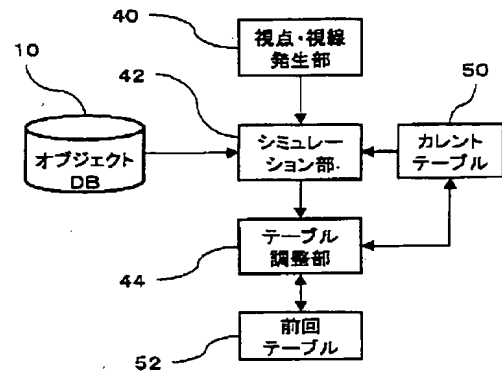 40
視点・視線
発生部
10
42
50
オブジェクト
DB
シミュレー
ション部
カレント
テーブル
テーブル
調整部
44
前回
テーブル
52